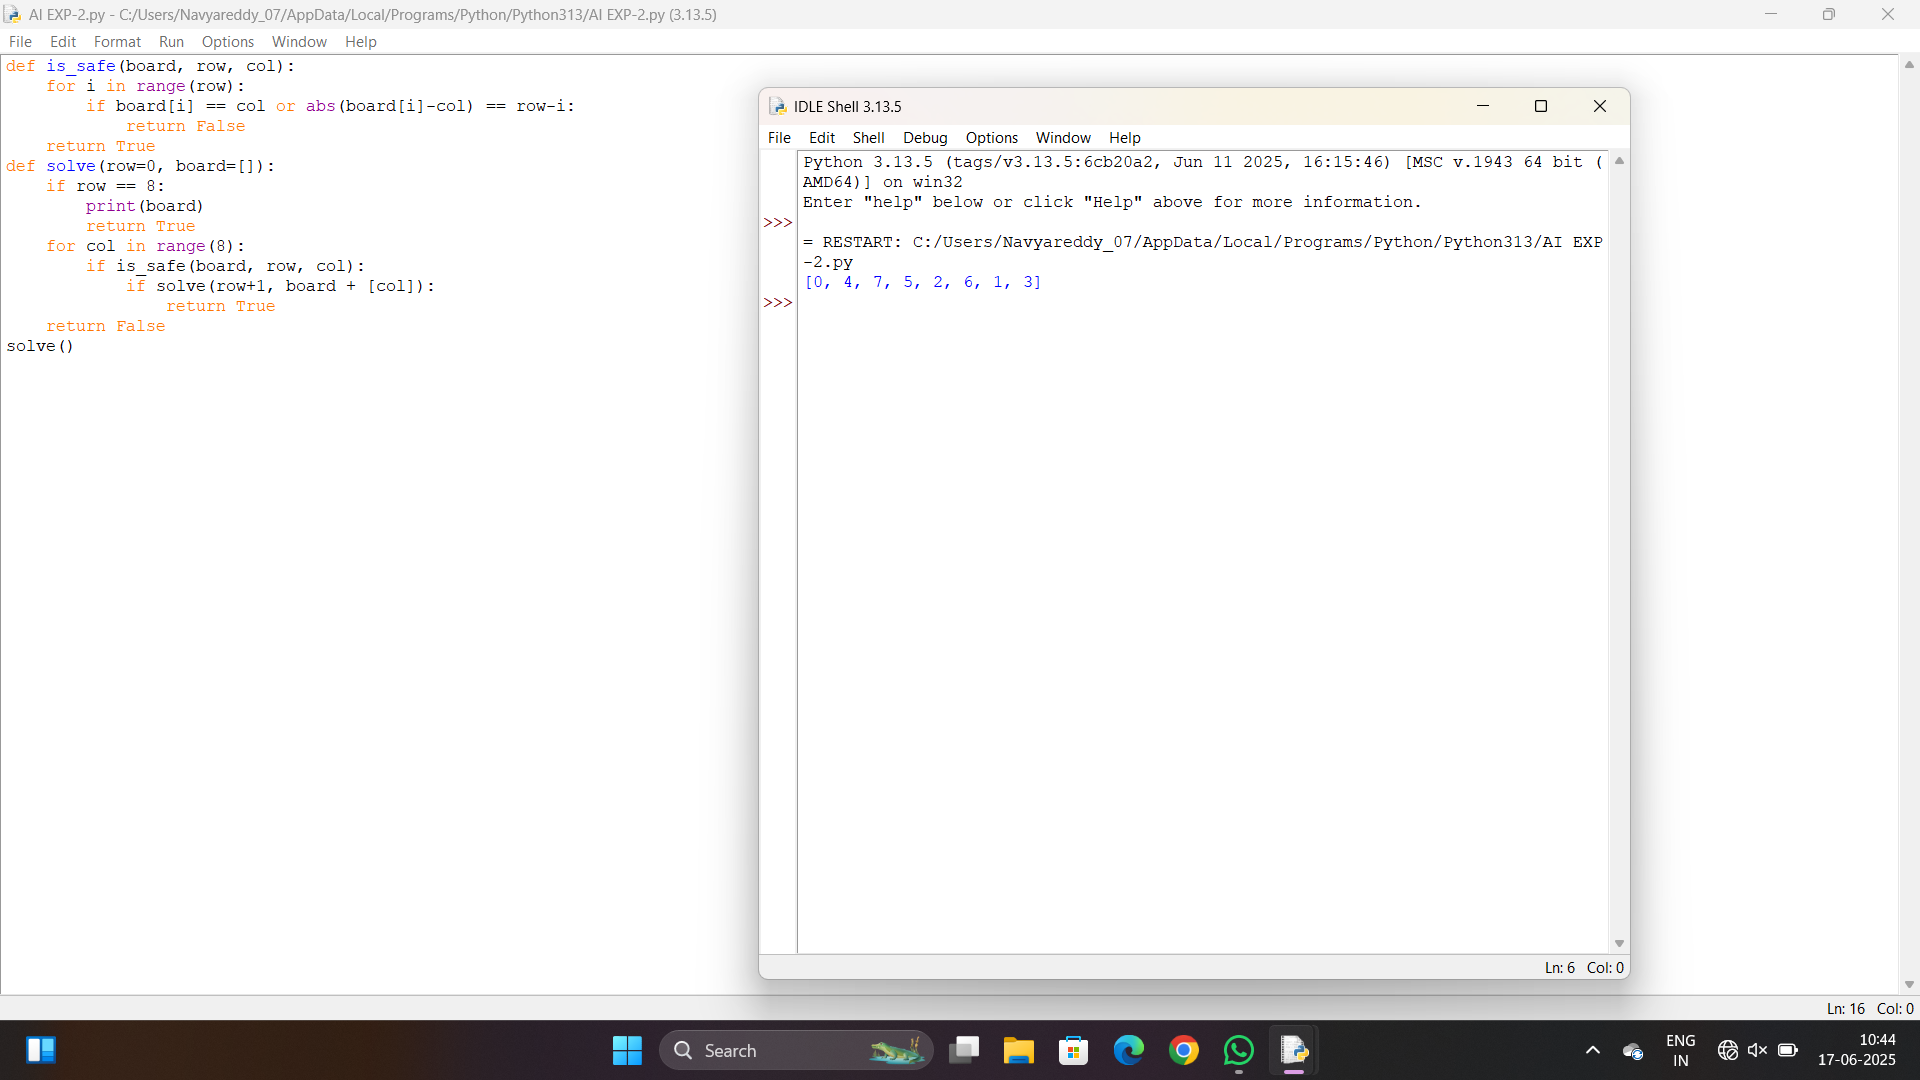 AI EXP-2.py - C:/Users/Navyareddy_07/AppData/Local/Programs/Python/Python313/AI EXP-2.py (3.13.5)
File Edit Format Run Options Window Help
def is_safe(board, row, col):
    for i in range(row):
        if board[i] == col or abs(board[i]-col) == row-i:
            return False
    return True
def solve(row=0, board=[]):
    if row == 8:
        print(board)
        return True
    for col in range(8):
        if is_safe(board, row, col):
            if solve(row+1, board + [col]):
                return True
    return False
solve()
IDLE Shell 3.13.5
File Edit Shell Debug Options Window Help
Python 3.13.5 (tags/v3.13.5:6cb20a2, Jun 11 2025, 16:15:46) [MSC v.1943 64 bit (
AMD64)] on win32
Enter "help" below or click "Help" above for more information.
>>>
= RESTART: C:/Users/Navyareddy_07/AppData/Local/Programs/Python/Python313/AI EXP
-2.py
[0, 4, 7, 5, 2, 6, 1, 3]
>>>
Ln: 6 Col: 0
Ln: 16 Col: 0
Search
ENG
IN
10:44
17-06-2025